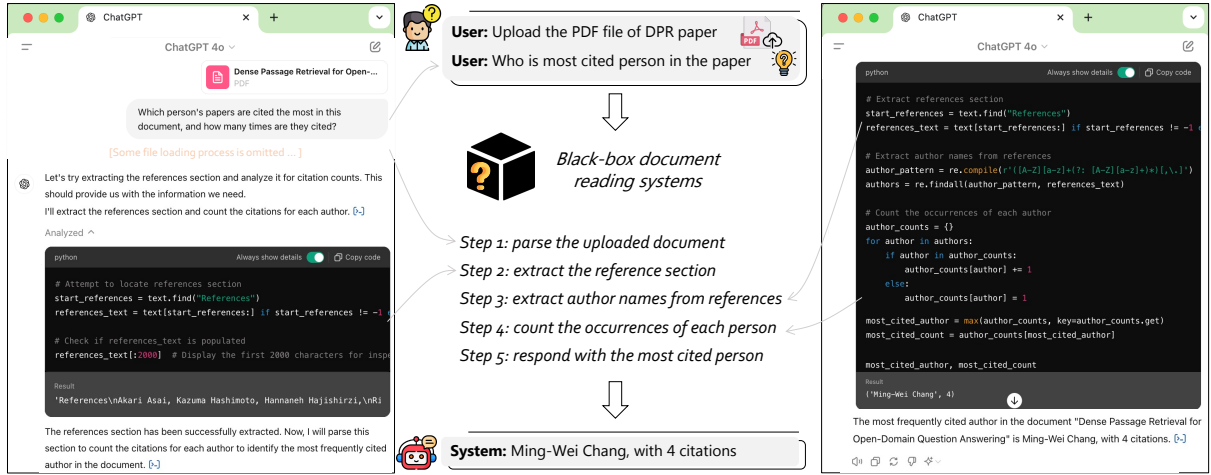 ChatGPT
ChatGPT 4o
Dense Passage Retrieval for Open-...
PDF
Which person's papers are cited the most in this
document, and how many times are they cited?
[Some file loading process is omitted ... ]
Let's try extracting the references section and analyze it for citation counts. This
should provide us with the information we need.
I'll extract the references section and count the citations for each author.
Analyzed
python
Always show details
Copy code
# Attempt to locate references section
start_references = text.find("References")
references_text = text[start_references:] if start_references != -1 e
# Check if references_text is populated
references_text[:2000] # Display the first 2000 characters for inspe
Result
'References\nAkari Asai, Kazuma Hashimoto, Hannaneh Hajishirzi,\nRi
The references section has been successfully extracted. Now, I will parse this
section to count the citations for each author to identify the most frequently cited
author in the document.
User: Upload the PDF file of DPR paper
PDF
User: Who is most cited person in the paper
Black-box document
reading systems
Step 1: parse the uploaded document
Step 2: extract the reference section
Step 3: extract author names from references
Step 4: count the occurrences of each person
Step 5: respond with the most cited person
System: Ming-Wei Chang, with 4 citations
ChatGPT
ChatGPT 4o
python
Always show details
Copy code
# Extract references section
start_references = text.find("References")
references_text = text[start_references:] if start_references != -1 e
# Extract author names from references
author_pattern = re.compile(r'([A-Z][a-z]+(?: [A-Z][a-z]+)*)[,\.]')
authors = re.findall(author_pattern, references_text)
# Count the occurrences of each author
author_counts = {}
for author in authors:
if author in author_counts:
author_counts[author] += 1
else:
author_counts[author] = 1
most_cited_author = max(author_counts, key=author_counts.get)
most_cited_count = author_counts[most_cited_author]
most_cited_author, most_cited_count
Result
('Ming-Wei Chang', 4)
The most frequently cited author in the document "Dense Passage Retrieval for
Open-Domain Question Answering" is Ming-Wei Chang, with 4 citations.